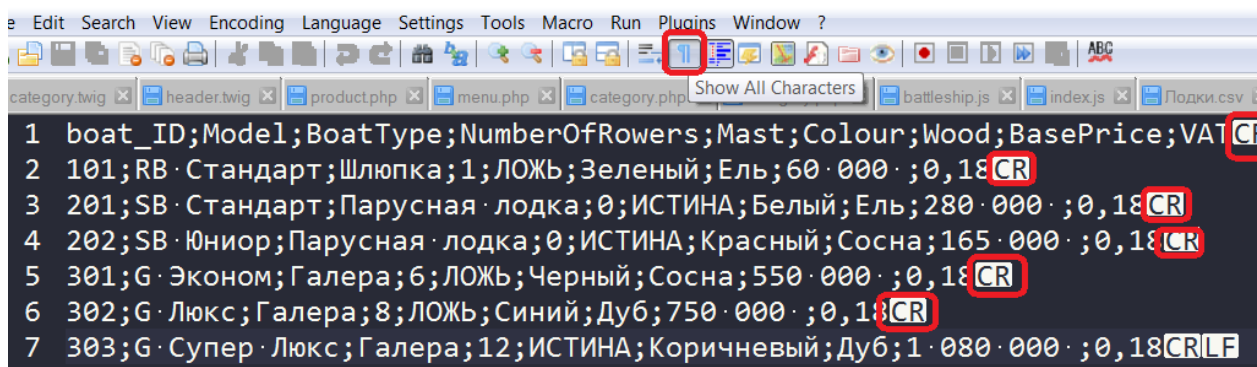 Edit Search View Encoding Language Settings Tools Macro Run Plugins Window ?
ABC
category.twig header.twig product.php menu.php category.php battleship.js index.js Лодки.csv
Show All Characters
1 boat_ID;Model;BoatType;NumberOfRowers;Mast;Colour;Wood;BasePrice;VATCR
2 101;RB·Стандарт;Шлюпка;1;ЛОЖЬ;Зеленый;Ель;60·000·;0,18CR
3 201;SB·Стандарт;Парусная·лодка;0;ИСТИНА;Белый;Ель;280·000·;0,18CR
4 202;SB·Юниор;Парусная·лодка;0;ИСТИНА;Красный;Сосна;165·000·;0,18CR
5 301;G·Эконом;Галера;6;ЛОЖЬ;Черный;Сосна;550·000·;0,18CR
6 302;G·Люкс;Галера;8;ЛОЖЬ;Синий;Дуб;750·000·;0,18CR
7 303;G·Супер·Люкс;Галера;12;ИСТИНА;Коричневый;Дуб;1·080·000·;0,18CRLF